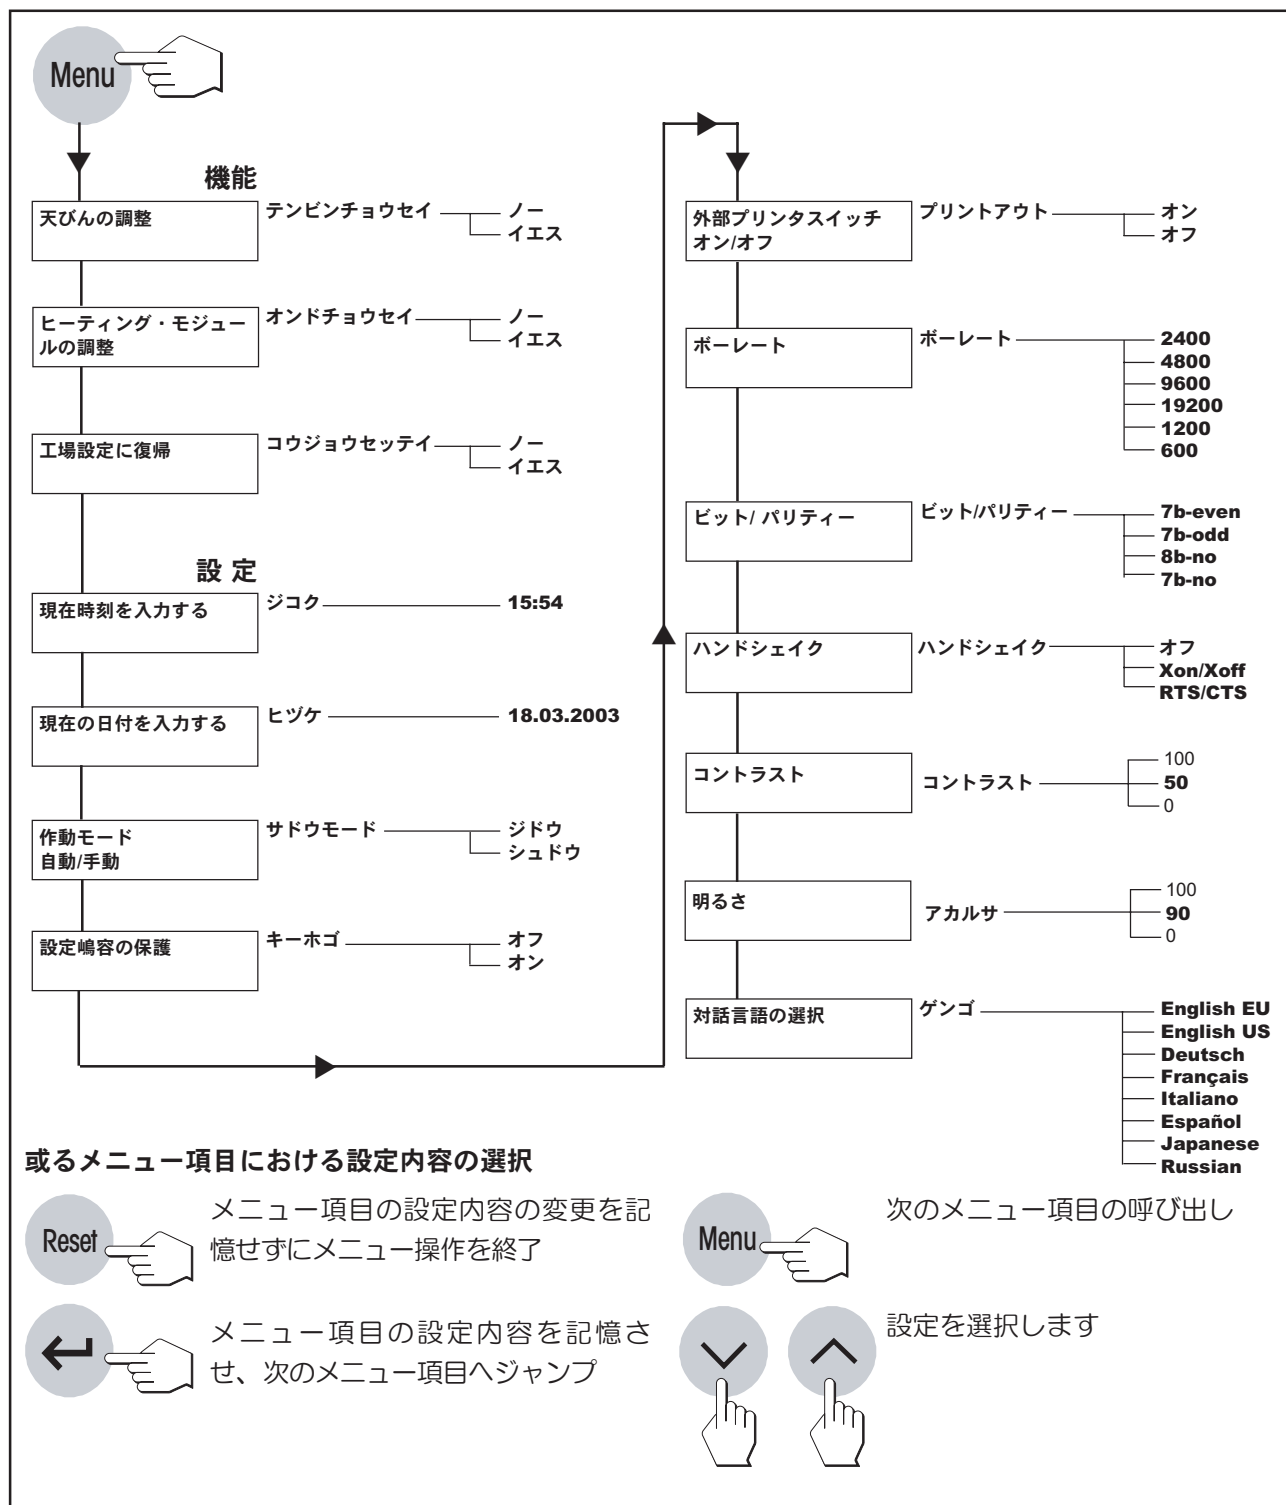 Menu
機能
天びんの調整
テンビンチョウセイ
ノー
イエス
ヒーティング・モジュー
ルの調整
オンドチョウセイ
ノー
イエス
工場設定に復帰
コウジョウセッテイ
ノー
イエス
設 定
現在時刻を入力する
ジコク
15:54
現在の日付を入力する
ヒヅケ
18.03.2003
作動モード
自動/手動
サドウモード
ジドウ
シュドウ
設定嶋容の保護
キーホゴ
オフ
オン
外部プリンタスイッチ
オン/オフ
プリントアウト
オン
オフ
ボーレート
ボーレート
2400
4800
9600
19200
1200
600
ビット/ パリティー
ビット/パリティー
7b-even
7b-odd
8b-no
7b-no
ハンドシェイク
ハンドシェイク
オフ
Xon/Xoff
RTS/CTS
コントラスト
コントラスト
100
50
0
明るさ
アカルサ
100
90
0
対話言語の選択
ゲンゴ
English EU
English US
Deutsch
Français
Italiano
Español
Japanese
Russian
或るメニュー項目における設定内容の選択
Reset
メニュー項目の設定内容の変更を記
憶せずにメニュー操作を終了
メニュー項目の設定内容を記憶さ
せ、次のメニュー項目へジャンプ
Menu
次のメニュー項目の呼び出し
設定を選択します